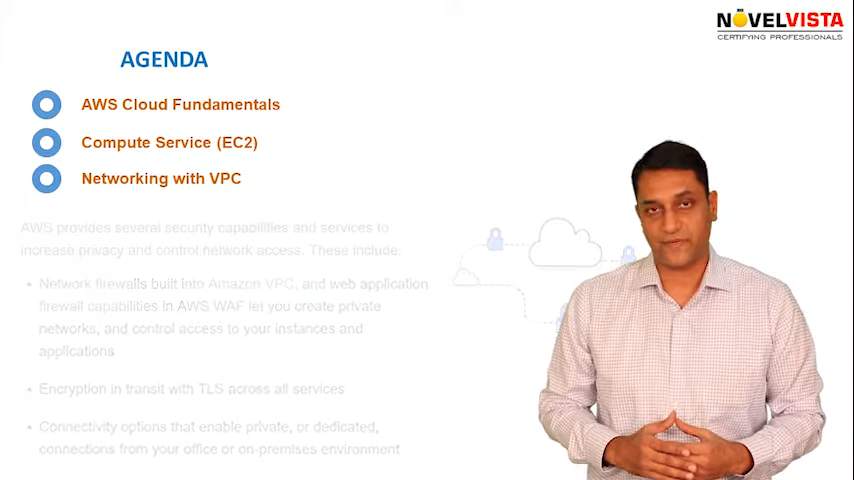 NOVELVISTA
CERTIFYING PROFESSIONALS
AGENDA
AWS Cloud Fundamentals
Compute Service (EC2)
Networking with VPC
AWS provides several security capabilities and services to
increase privacy and control network access. These include:
• Network firewalls built into Amazon VPC, and web application
firewall capabilities in AWS WAF let you create private
networks, and control access to your instances and
applications
• Encryption in transit with TLS across all services
• Connectivity options that enable private, or dedicated,
connections from your office or on-premises environment